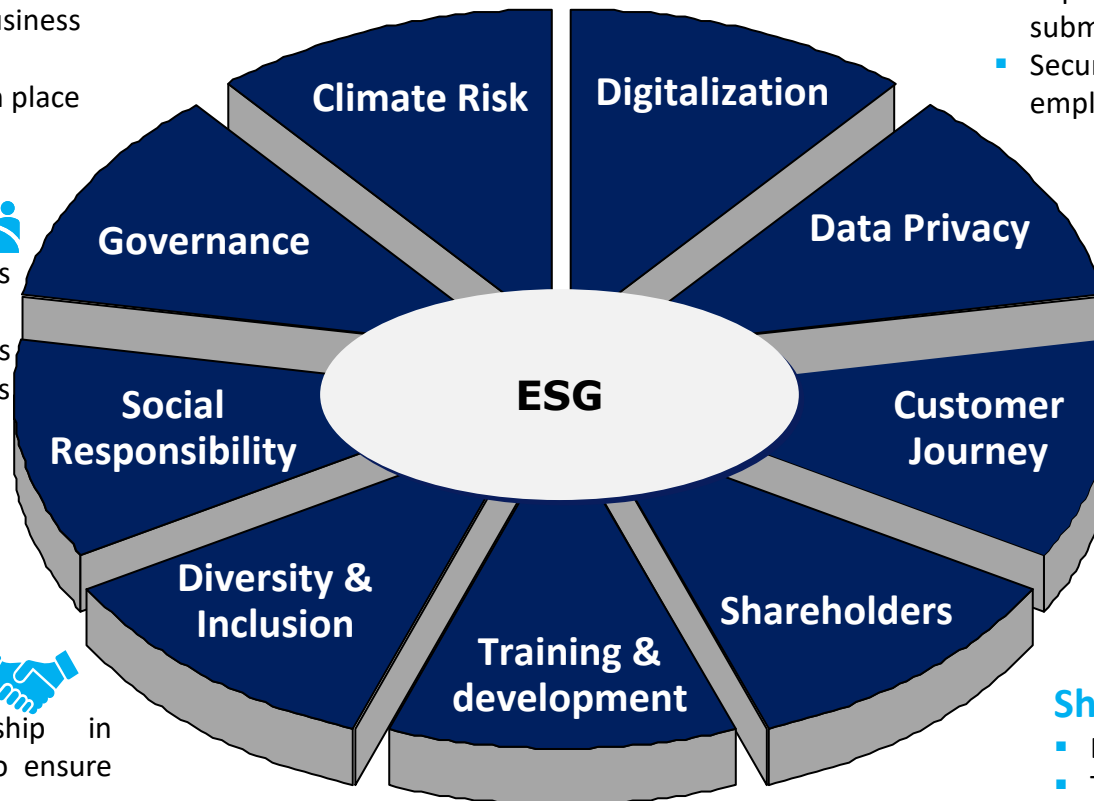 usiness
place
s
s
s
ship in
ensure
subm
Secur
empl
Climate Risk
Digitalization
Governance
Data Privacy
ESG
Social
Responsibility
Customer
Journey
Diversity &
Inclusion
Shareholders
Training &
development
Sh